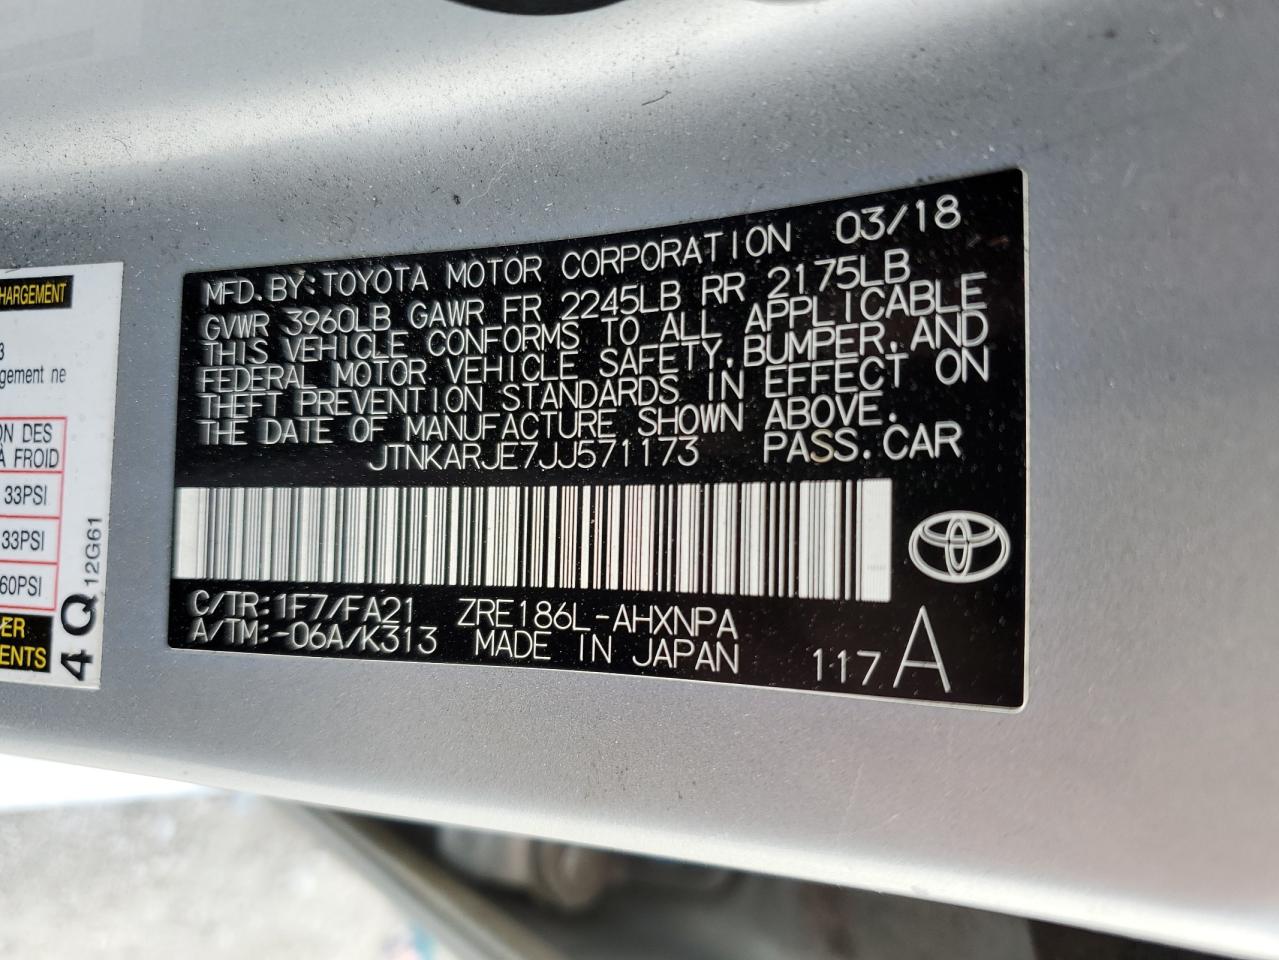 HARGEMENT
3
gement ne
ON DES
À FROID
33PSI
33PSI
60PSI
ER
ENTS
4Q 12G61
MFD. BY: TOYOTA MOTOR CORPORATION 03/18
GVWR 3960LB GAWR FR 2245LB RR 2175LB
THIS VEHICLE CONFORMS TO ALL APPLICABLE
FEDERAL MOTOR VEHICLE SAFETY, BUMPER, AND
THEFT PREVENTION STANDARDS IN EFFECT ON
THE DATE OF MANUFACTURE SHOWN ABOVE.
JTNKARJE7JJ571173 PASS. CAR
C/TR: 1F7/FA21 ZRE186L-AHXNPA
A/TM: -06A/K313 MADE IN JAPAN 117 A